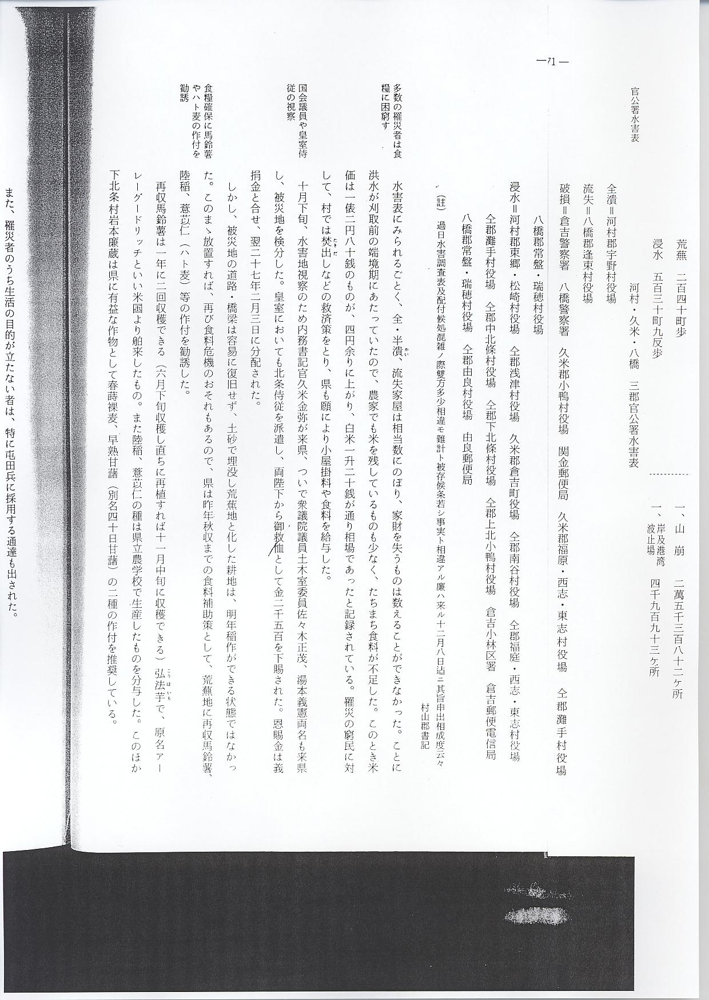 荒蕪　二百四十町歩
一、山　崩　二萬五千三百八十二ヶ所
浸水　五百三十町九反歩
一、岸及港湾波止場　四千九百九十三ヶ所
官公署水害表
河村・久米・八橋　三郡官公署水害表
全潰＝河村郡宇野村役場
流失＝八橋郡逢束村役場
破損＝倉吉警察署　八橋警察署　久米郡小鴨村役場　関金郵便局　久米郡福原・西志・東志村役場　仝郡灘手村役場
八橋郡常盤・瑞穂村役場
浸水＝河村郡東郷・松崎村役場　仝郡浅津村役場　久米郡倉吉町役場　仝郡南谷村役場　仝郡福庭・西志・東志村役場
仝郡灘手村役場　仝郡中北條村役場　仝郡下北條村役場　仝郡上北小鴨村役場　倉吉小林区署　倉吉郵便電信局
八橋郡常盤・瑞穂村役場　仝郡由良村役場　由良郵便局
（註）　過日水害調査表及配付候処混雑ノ際雙方多少相違モ難計ト被存候条若シ事実ト相違アル廉ハ来ル十二月八日迠ニ其旨申出相成度云々
村山郡書記
多数の罹災者は食
糧に困窮す
水害表にみられるごとく、全・半潰、流失家屋は相当数にのぼり、家財を失うものは数えることができなかった。ことに
洪水が刈取前の端境期にあたっていたので、農家でも米を残しているものも少なく、たちまち食料が不足した。このとき米
価は一俵二円八十銭のものが、四円余りに上がり、白米一升二十銭が通り相場であったと記録されている。罹災の窮民に対
して、村では焚出しなどの救済策をとり、県も願により小屋掛料や食料を給与した。
国会議員や皇室侍
従の視察
十月下旬、水害地視察のため内務書記官久米金弥が来県、ついで衆議院議員土木室委員佐々木正茂、湯本義憲両名も来県
し、被災地を検分した。皇室においても北条侍従を派遣し、両陛下から御救恤として金二千五百を下賜された。恩賜金は義
捐金と合せ、翌二十七年二月三日に分配された。
しかし、被災地の道路・橋梁は容易に復旧せず、土砂で埋没し荒蕉地と化した耕地は、明年稲作ができる状態ではなかっ
食糧確保に馬鈴薯
やハト麦の作付を
勧誘
た。このまゝ放置すれば、再び食料危機のおそれもあるので、県は昨年秋収までの食料補助策として、荒蕪地に再収馬鈴薯、
陸稲、薏苡仁（ハト麦）等の作付を勧誘した。
再収馬鈴薯は一年に二回収穫できる（六月下旬収穫し直ちに再植すれば十一月中旬に収穫できる）弘法芋で、原名アー
レーグードリッチといい米国より舶来したもの。また陸稲、薏苡仁の種は県立農学校で生産したものを分与した。このほか
下北条村岩本廉蔵は県に有益な作物として春蒔裸麦、早熟甘藷（別名四十日甘藷）の二種の作付を推奨している。
また、罹災者のうち生活の目的が立たない者は、特に屯田兵に採用する通達も出された。
—71—